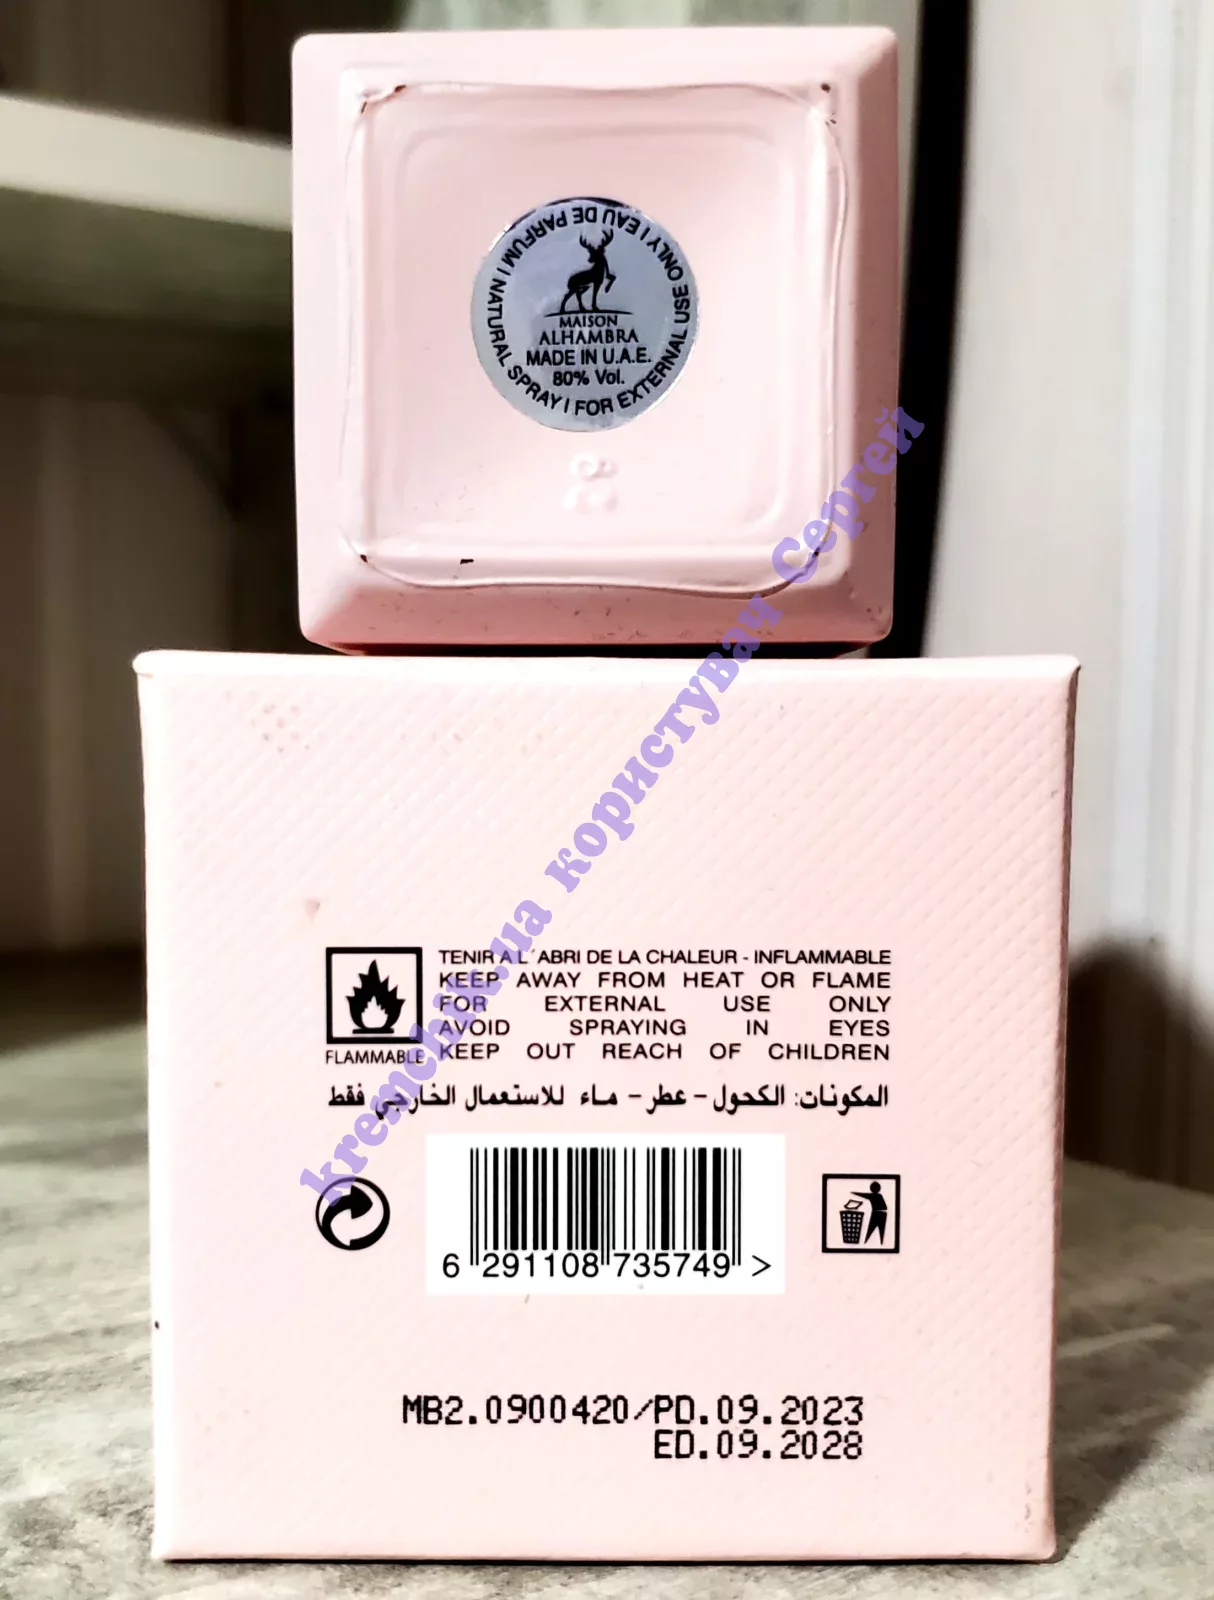 EAU DE PARFUM | NATURAL SPRAY | FOR EXTERNAL USE ONLY |
MAISON
ALHAMBRA
MADE IN U.A.E.
80% Vol.
kremchik.ua користувач Сергей
TENIR A L'ABRI DE LA CHALEUR - INFLAMMABLE
KEEP AWAY FROM HEAT OR FLAME
FOR EXTERNAL USE ONLY
AVOID SPRAYING IN EYES
KEEP OUT REACH OF CHILDREN
FLAMMABLE
المكونات: الكحول - عطر - ماء للاستعمال الخارجي فقط
6 291108 735749 >
MB2.0900420/PD.09.2023
ED.09.2028